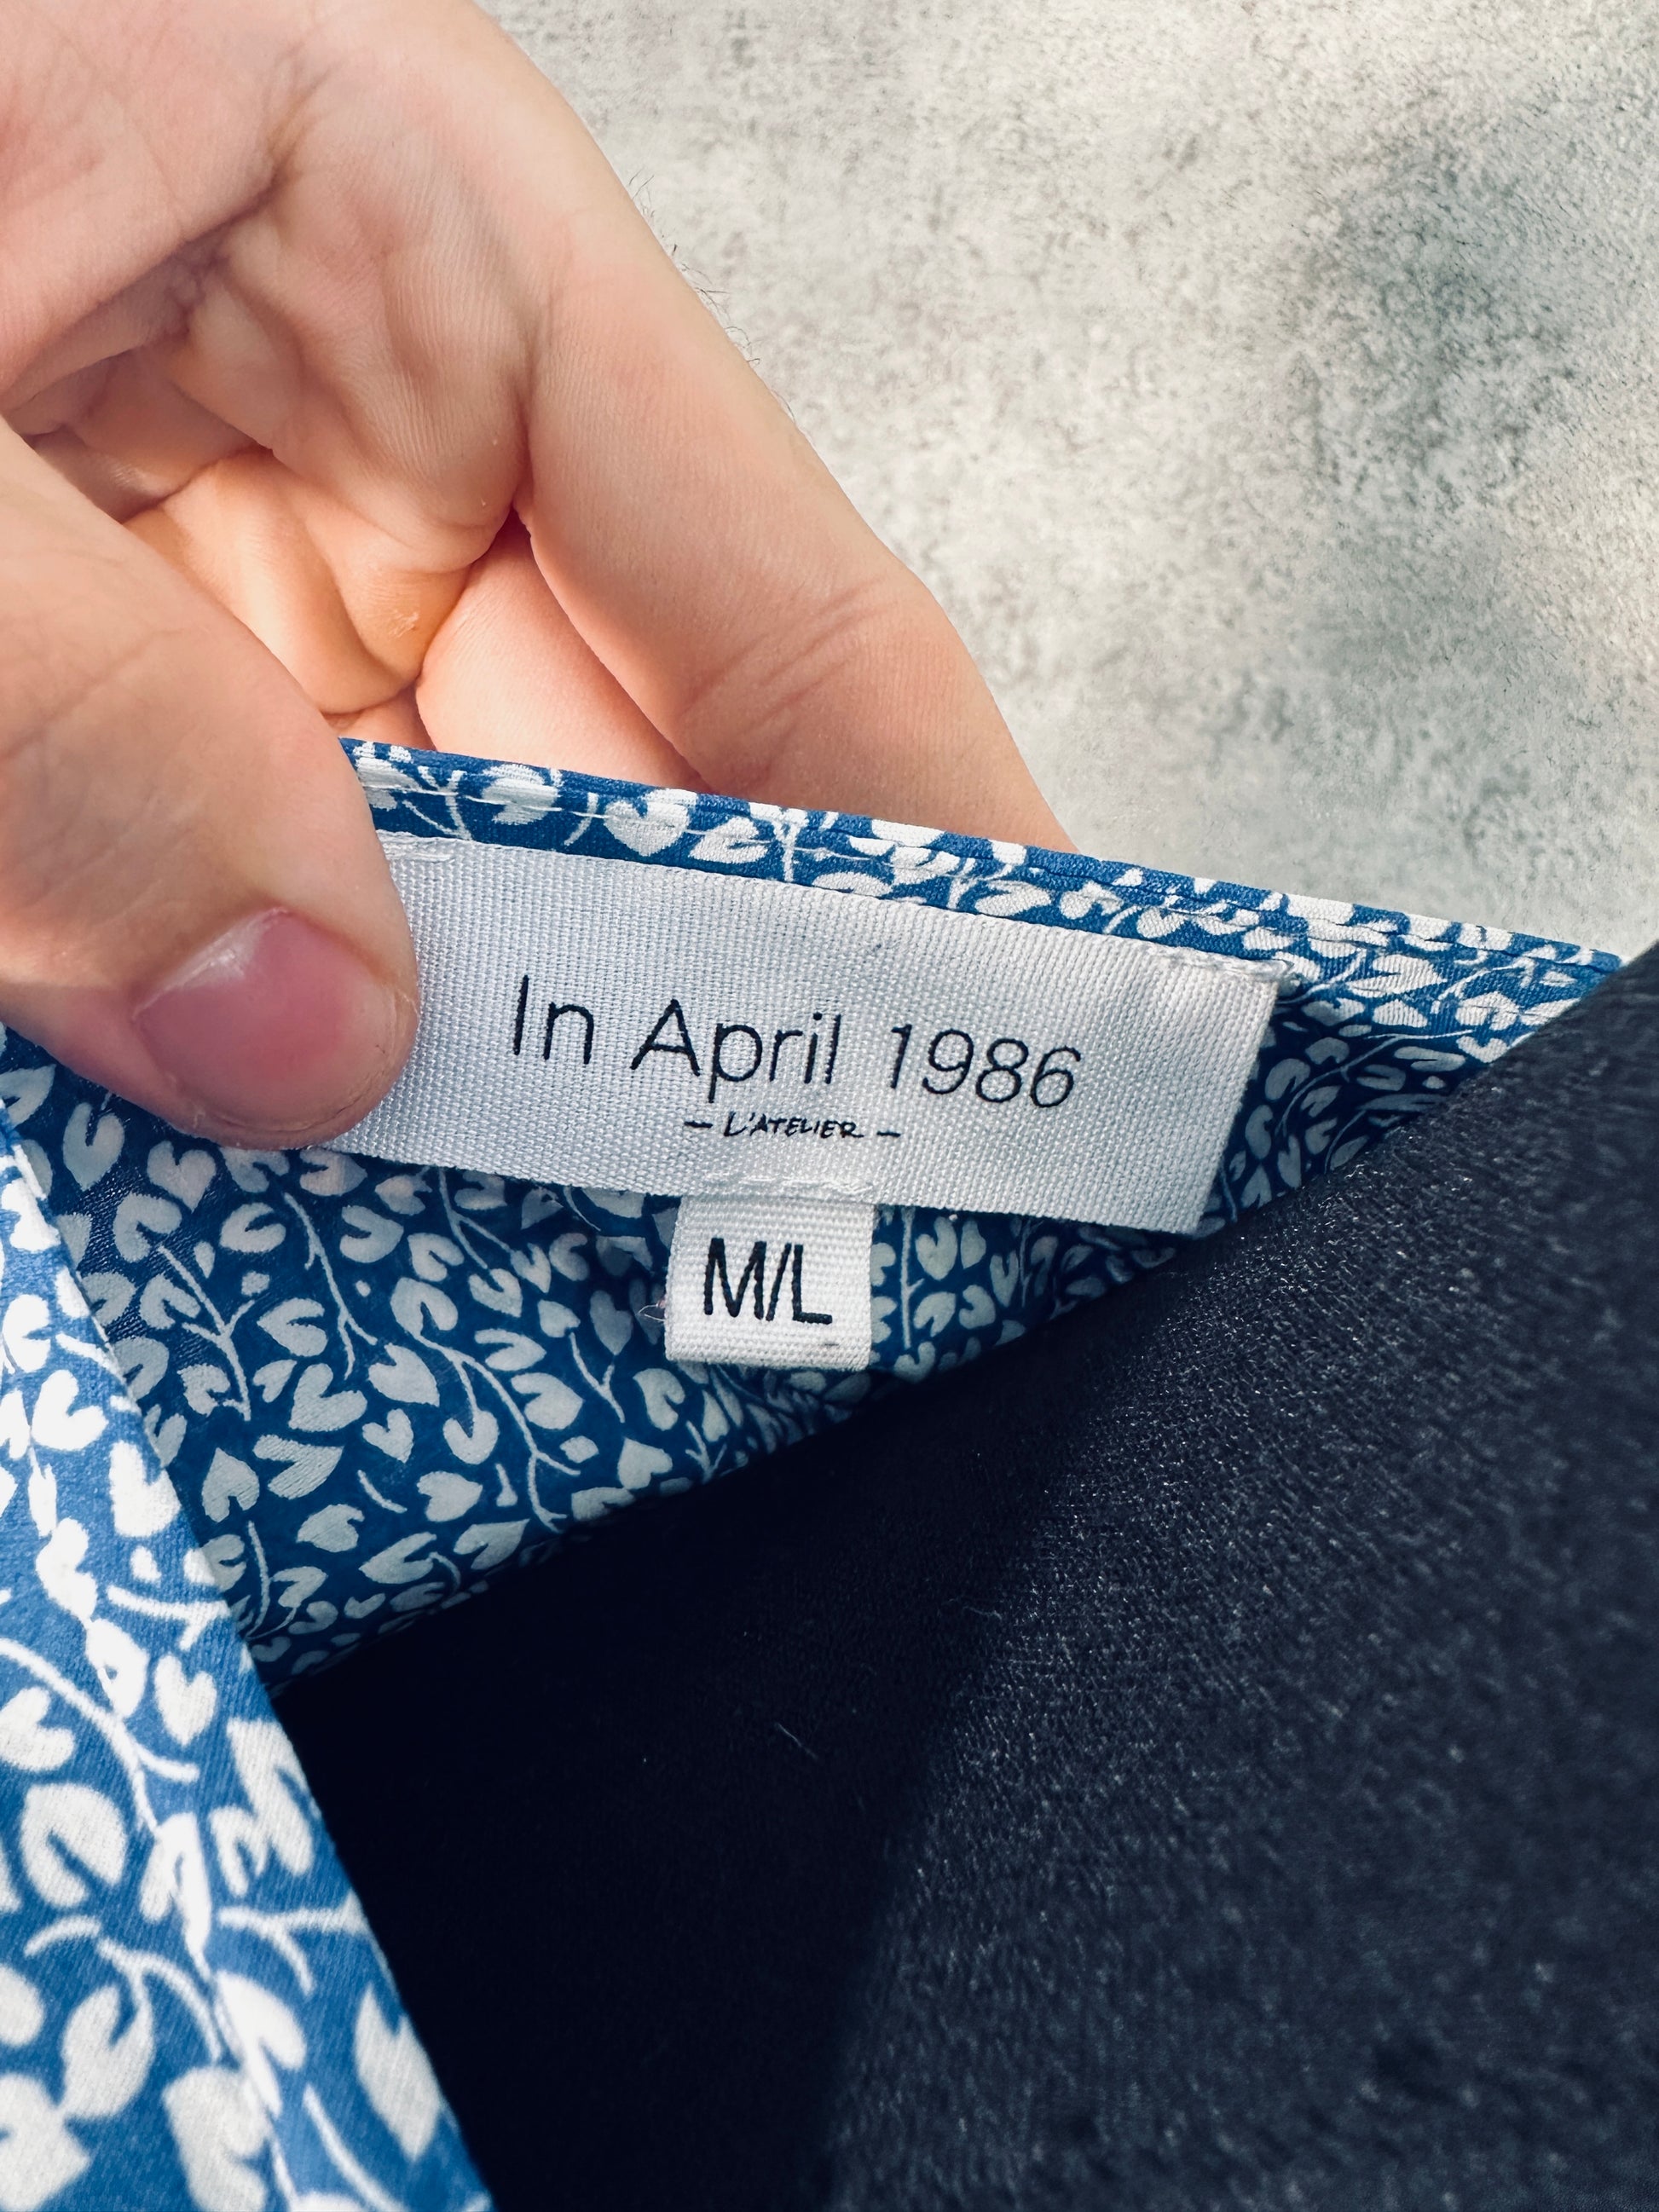 In April 1986
- L'ATELIER -
M/L